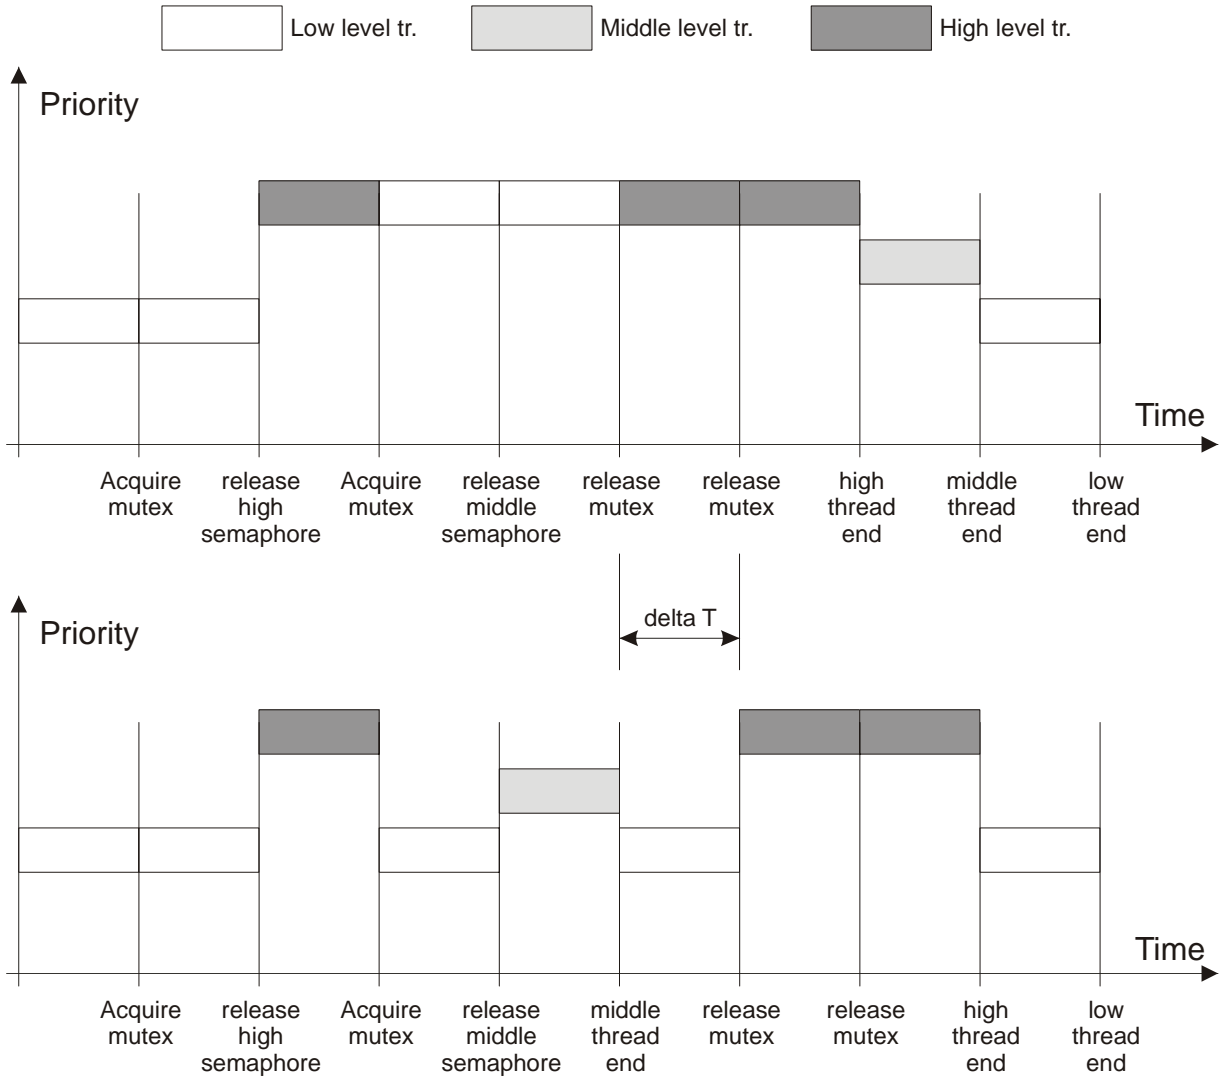 Low level tr. Middle level tr. High level tr.
Priority
Time
Acquire release Acquire release release release high middle low
mutex high mutex middle mutex mutex thread thread thread
semaphore semaphore end end end
delta T
Priority
Time
Acquire release Acquire release middle release release high low
mutex high mutex middle thread mutex mutex thread thread
semaphore semaphore end end end